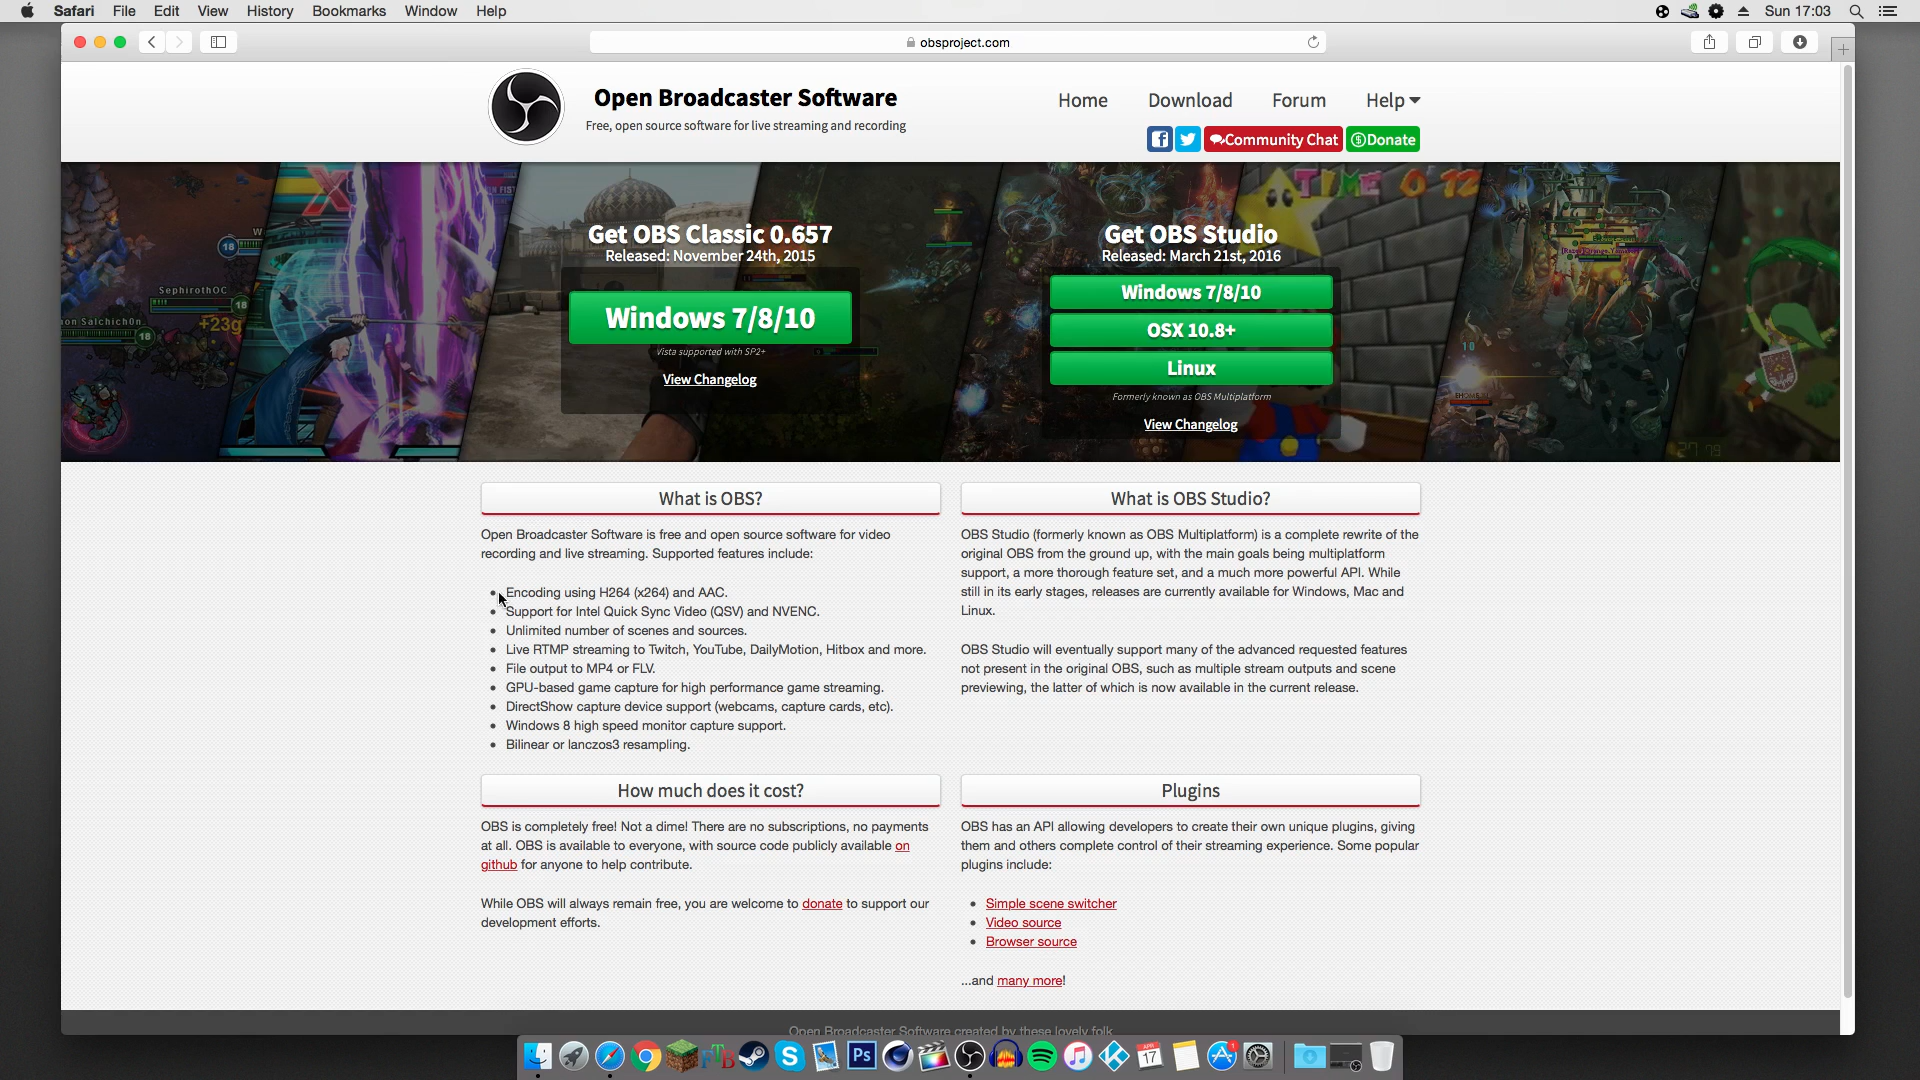 Safari File Edit View History Bookmarks Window Help
Sun 17:03
obsproject.com
Open Broadcaster Software
Free, open source software for live streaming and recording
Home Download Forum Help
Community Chat
Donate
Get OBS Classic 0.657
Released: November 24th, 2015
Windows 7/8/10
Vista supported with SP2+
View Changelog
Get OBS Studio
Released: March 21st, 2016
Windows 7/8/10
OSX 10.8+
Linux
Formerly known as OBS Multiplatform
View Changelog
SephirothOC
18
18
18
+23g
TIME 0
What is OBS?
Open Broadcaster Software is free and open source software for video
recording and live streaming. Supported features include:
• Encoding using H264 (x264) and AAC.
• Support for Intel Quick Sync Video (QSV) and NVENC.
• Unlimited number of scenes and sources.
• Live RTMP streaming to Twitch, YouTube, DailyMotion, Hitbox and more.
• File output to MP4 or FLV.
• GPU-based game capture for high performance game streaming.
• DirectShow capture device support (webcams, capture cards, etc).
• Windows 8 high speed monitor capture support.
• Bilinear or lanczos3 resampling.
What is OBS Studio?
OBS Studio (formerly known as OBS Multiplatform) is a complete rewrite of the
original OBS from the ground up, with the main goals being multiplatform
support, a more thorough feature set, and a much more powerful API. While
still in its early stages, releases are currently available for Windows, Mac and
Linux.
OBS Studio will eventually support many of the advanced requested features
not present in the original OBS, such as multiple stream outputs and scene
previewing, the latter of which is now available in the current release.
How much does it cost?
OBS is completely free! Not a dime! There are no subscriptions, no payments
at all. OBS is available to everyone, with source code publicly available on
github for anyone to help contribute.
While OBS will always remain free, you are welcome to donate to support our
development efforts.
Plugins
OBS has an API allowing developers to create their own unique plugins, giving
them and others complete control of their streaming experience. Some popular
plugins include:
• Simple scene switcher
• Video source
• Browser source
...and many more!
Open Broadcaster Software created by these lovely folk
FTB
Ps
APR
17
1